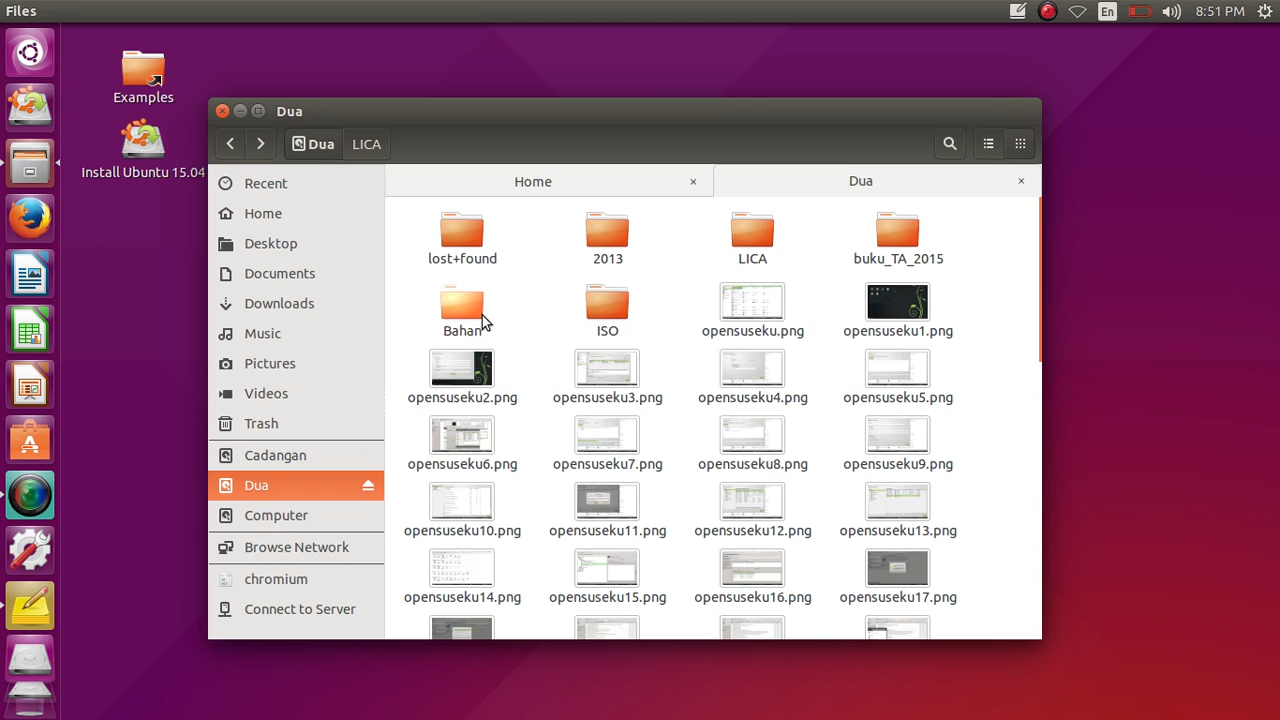 Files
En
8:51 PM
Examples
Install Ubuntu 15.04
Dua
Dua
LICA
Recent
Home
Desktop
Documents
Downloads
Music
Pictures
Videos
Trash
Cadangan
Dua
Computer
Browse Network
chromium
Connect to Server
Home
Dua
lost+found
2013
LICA
buku_TA_2015
Bahan
ISO
opensuseku.png
opensuseku1.png
opensuseku2.png
opensuseku3.png
opensuseku4.png
opensuseku5.png
opensuseku6.png
opensuseku7.png
opensuseku8.png
opensuseku9.png
opensuseku10.png
opensuseku11.png
opensuseku12.png
opensuseku13.png
opensuseku14.png
opensuseku15.png
opensuseku16.png
opensuseku17.png